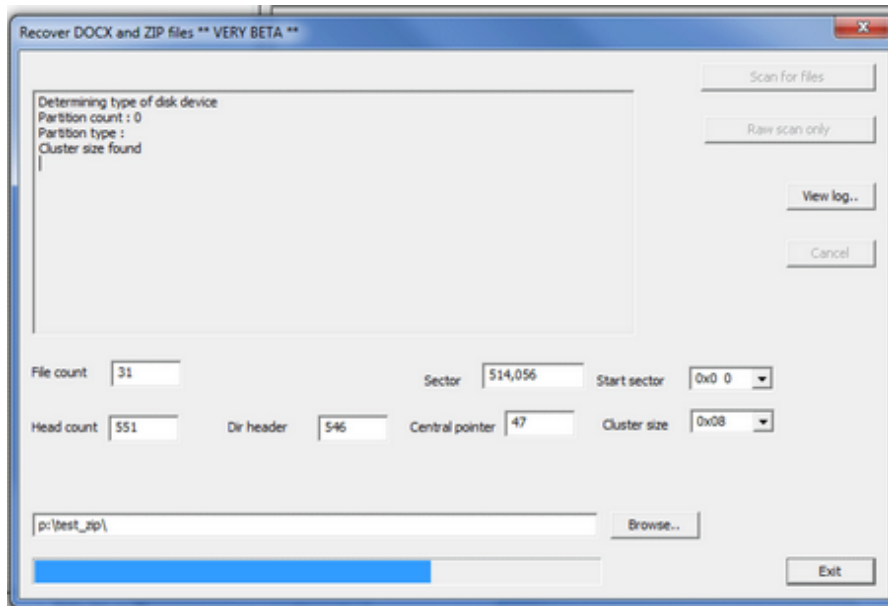 Recover DOCX and ZIP files ** VERY BETA **
Scan for files
Determining type of disk device
Partition count : 0
Partition type :
Cluster size found
Raw scan only
View log..
Cancel
File count 31
Sector 514,056
Start sector 0x0 0
Head count 551
Dir header 546
Central pointer 47
Cluster size 0x08
p:\test_zip\
Browse..
Exit